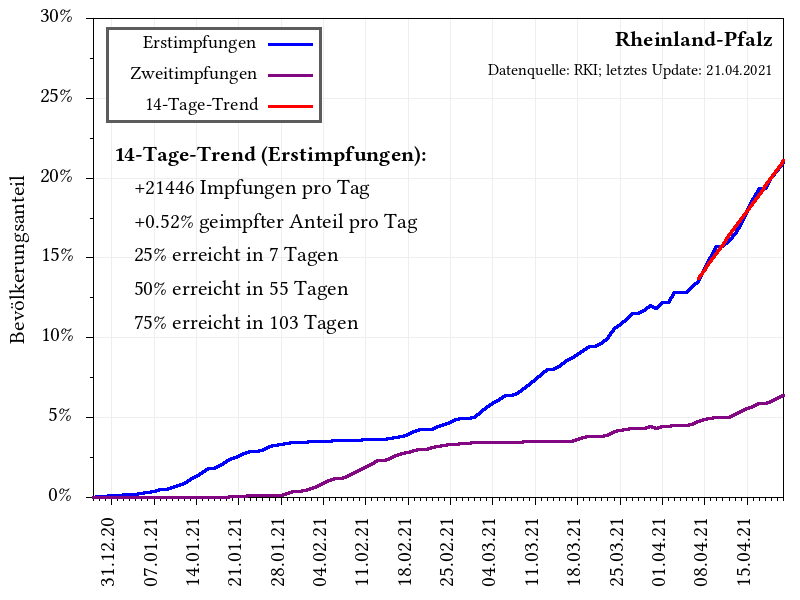 30%
25%
20%
15%
10%
5%
0%
Bevölkerungsanteil
Erstimpfungen
Zweitimpfungen
14-Tage-Trend
Rheinland-Pfalz
Datenquelle: RKI; letztes Update: 21.04.2021
14-Tage-Trend (Erstimpfungen):
+21446 Impfungen pro Tag
+0.52% geimpfter Anteil pro Tag
25% erreicht in 7 Tagen
50% erreicht in 55 Tagen
75% erreicht in 103 Tagen
31.12.20
07.01.21
14.01.21
21.01.21
28.01.21
04.02.21
11.02.21
18.02.21
25.02.21
04.03.21
11.03.21
18.03.21
25.03.21
01.04.21
08.04.21
15.04.21